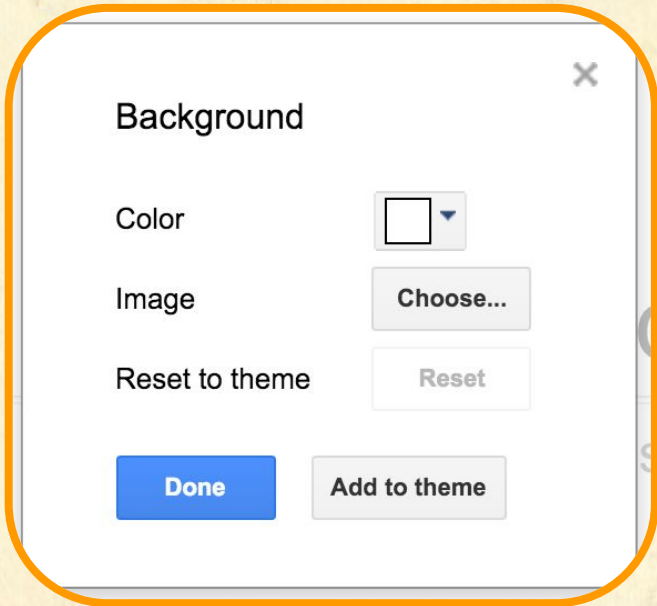 Background
Color
Image Choose...
Reset to theme Reset
Done Add to theme